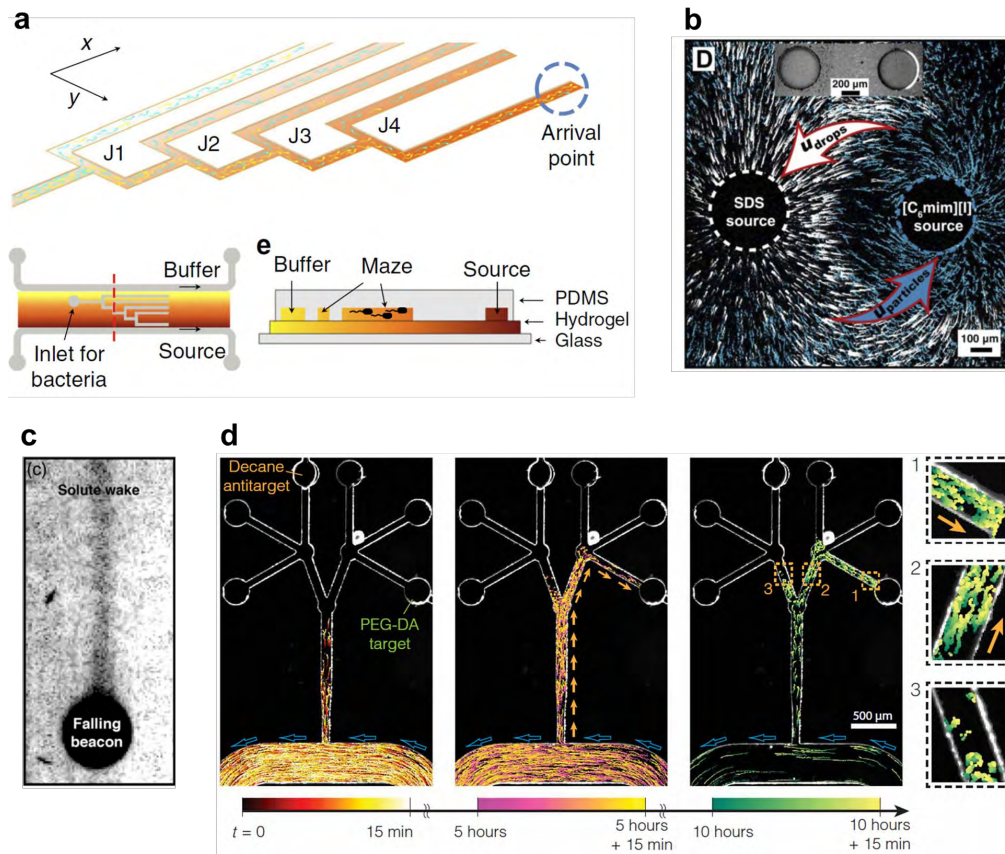 a
x
y
J1
J2
J3
J4
Arrival
point
Buffer
Inlet for
bacteria
Source
e
Buffer
Maze
Source
PDMS
Hydrogel
Glass
b
D
200 µm
u drops
SDS
source
[C₆mim][I]
source
u particles
100 µm
c
(c)
Solute wake
Falling
beacon
d
Decane
antitarget
PEG-DA
target
3
2
1
500 µm
1
2
3
t = 0
15 min
5 hours
5 hours
+ 15 min
10 hours
10 hours
+ 15 min